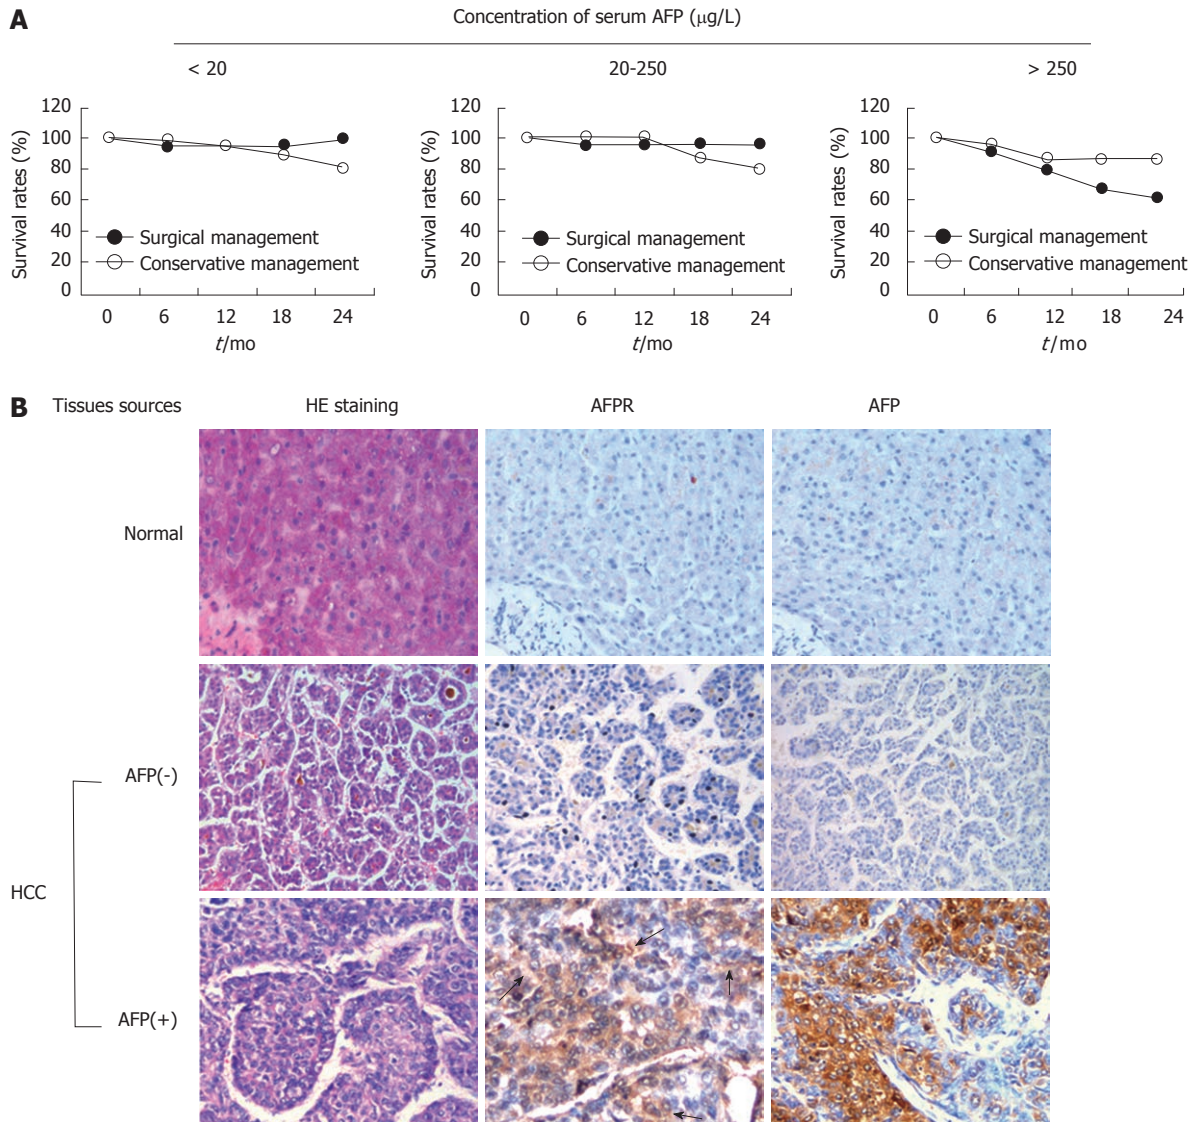 A
Concentration of serum AFP (μg/L)
< 20
20-250
> 250
Survival rates (%)
120
100
80
60
40
20
0
Surgical management
Conservative management
0 6 12 18 24
t/mo
Survival rates (%)
120
100
80
60
40
20
0
Surgical management
Conservative management
0 6 12 18 24
t/mo
Survival rates (%)
120
100
80
60
40
20
0
Surgical management
Conservative management
0 6 12 18 24
t/mo
B
Tissues sources
HE staining
AFPR
AFP
Normal
HCC
AFP(-)
AFP(+)